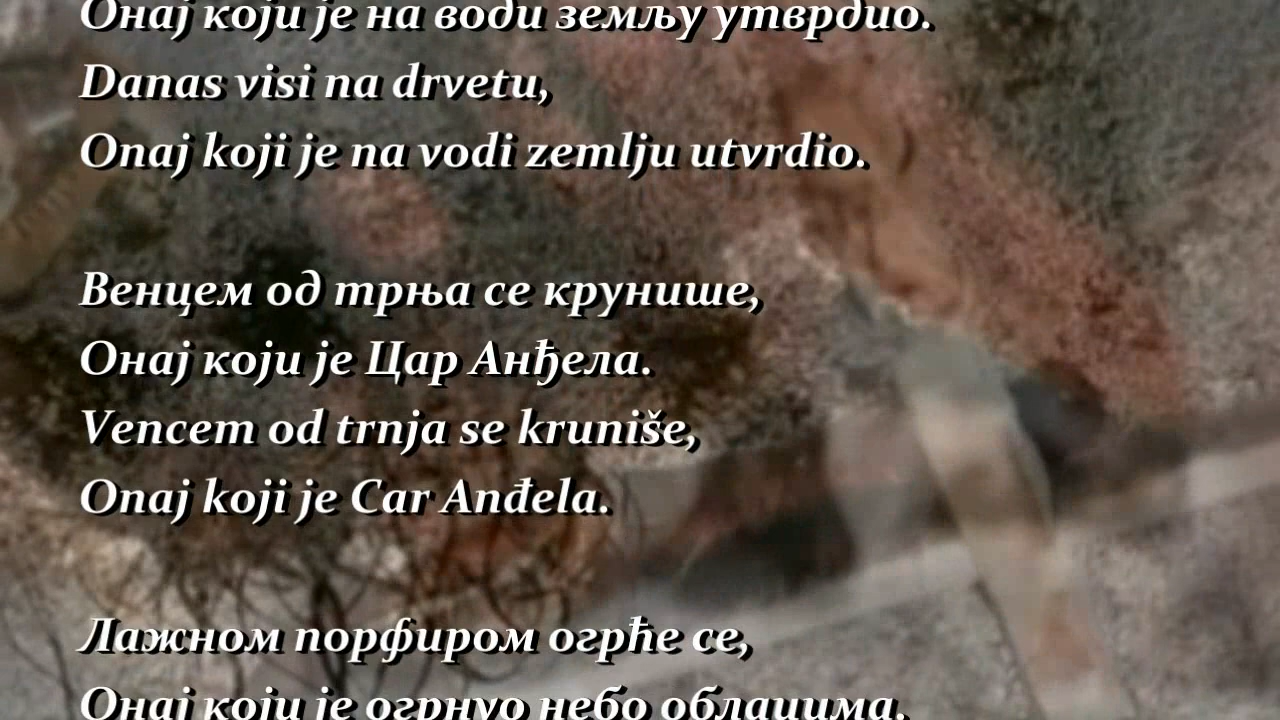 Онај који је на води земљу утврдио.
Danas visi na drvetu,
Onaj koji je na vodi zemlju utvrdio.
Венцем од трња се крунише,
Онај који је Цар Анђела.
Vencem od trnja se kruniše,
Onaj koji je Car Anđela.
Лажном порфиром огрће се,
Онај који је огрнуо небо облацима.